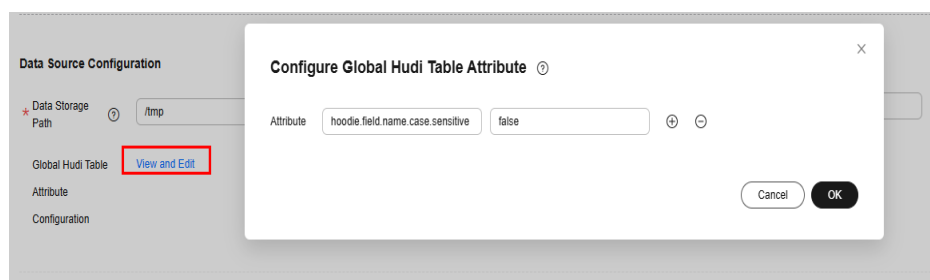 Data Source Configuration
* Data Storage Path
/tmp
Global Hudi Table
Attribute
Configuration
View and Edit
Configure Global Hudi Table Attribute
Attribute
hoodie.field.name.case.sensitive
false
Cancel
OK